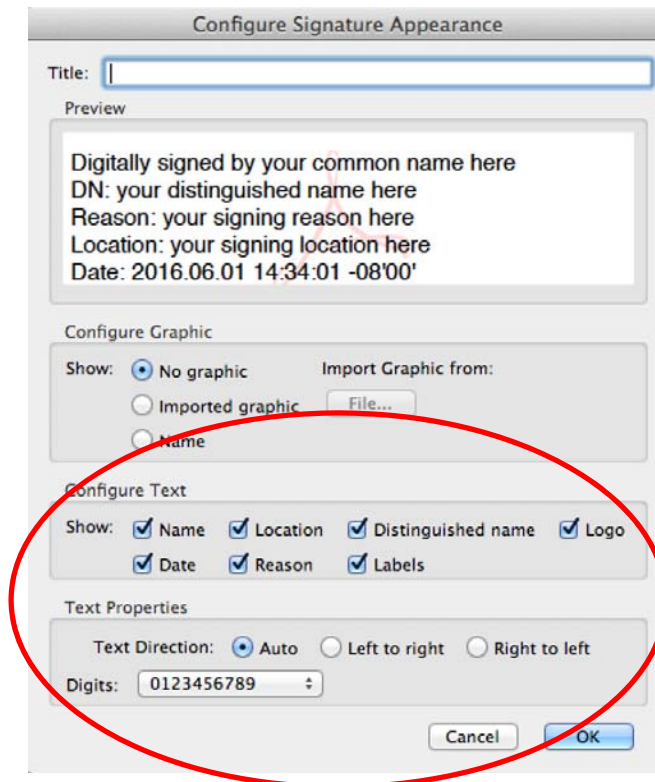 Configure Signature Appearance
Title:
Preview
Digitally signed by your common name here
DN: your distinguished name here
Reason: your signing reason here
Location: your signing location here
Date: 2016.06.01 14:34:01 -08'00'
Configure Graphic
Show: No graphic Import Graphic from:
Imported graphic File...
Name
Configure Text
Show: Name Location Distinguished name Logo
Date Reason Labels
Text Properties
Text Direction: Auto Left to right Right to left
Digits: 0123456789
Cancel OK